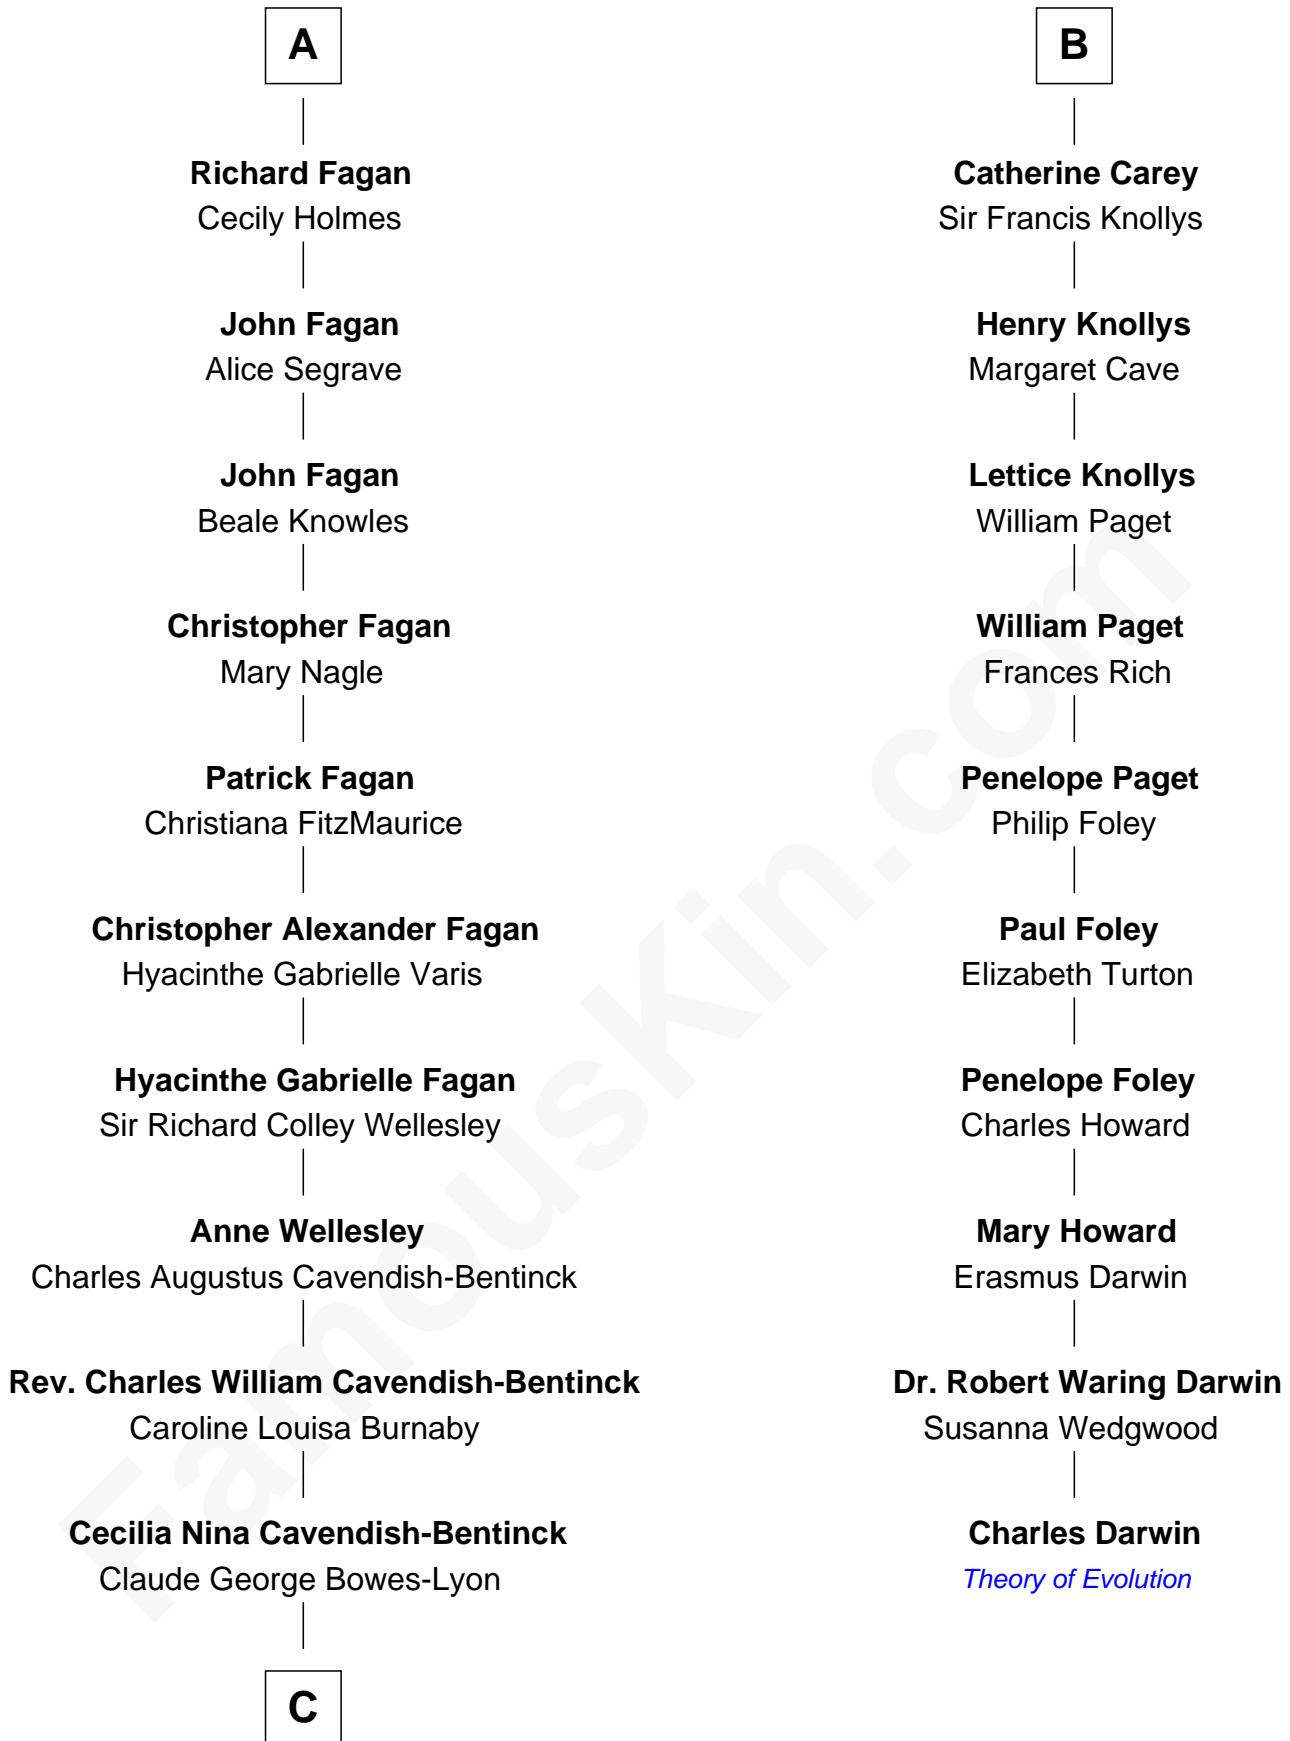 A
Richard Fagan
Cecily Holmes
John Fagan
Alice Segrave
John Fagan
Beale Knowles
Christopher Fagan
Mary Nagle
Patrick Fagan
Christiana FitzMaurice
Christopher Alexander Fagan
Hyacinthe Gabrielle Varis
Hyacinthe Gabrielle Fagan
Sir Richard Colley Wellesley
Anne Wellesley
Charles Augustus Cavendish-Bentinck
Rev. Charles William Cavendish-Bentinck
Caroline Louisa Burnaby
Cecilia Nina Cavendish-Bentinck
Claude George Bowes-Lyon
C
B
Catherine Carey
Sir Francis Knollys
Henry Knollys
Margaret Cave
Lettice Knollys
William Paget
William Paget
Frances Rich
Penelope Paget
Philip Foley
Paul Foley
Elizabeth Turton
Penelope Foley
Charles Howard
Mary Howard
Erasmus Darwin
Dr. Robert Waring Darwin
Susanna Wedgwood
Charles Darwin
Theory of Evolution
FamousKin.com